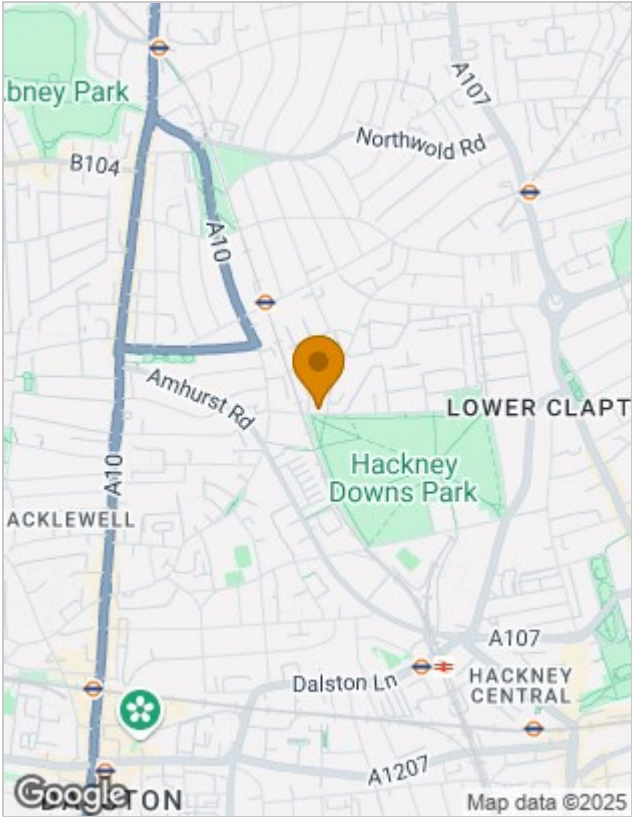 A107
bney Park
Northwold Rd
B104
A10
Amhurst Rd
LOWER CLAPT
Hackney
Downs Park
A10
ACKLEWELL
A107
Dalston Ln
HACKNEY
CENTRAL
A1207
Google
STON
Map data ©2025